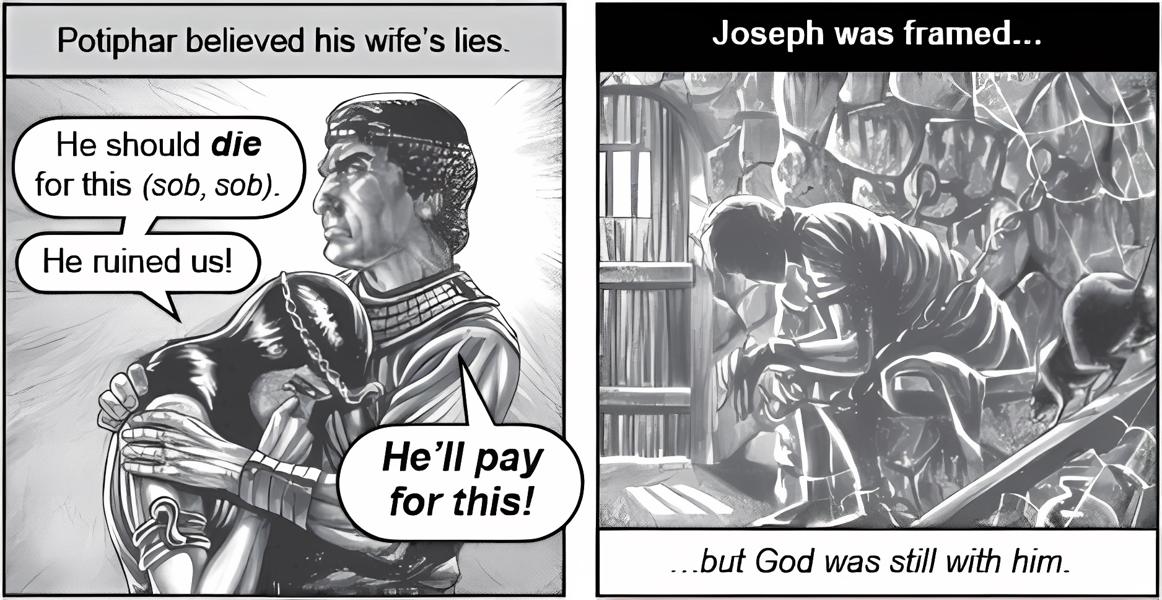 Potiphar believed his wife's lies.
He should die
for this (sob, sob).
He ruined us!
He'll pay
for this!
Joseph was framed...
...but God was still with him.